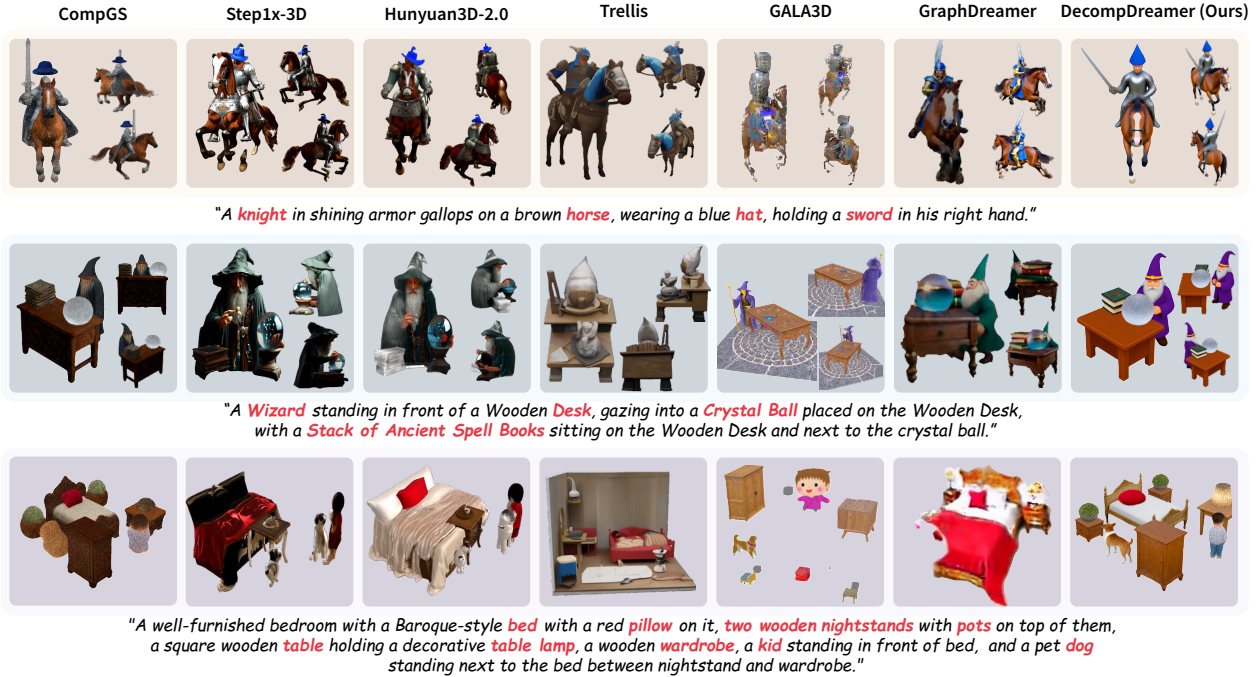 CompGS Step1x-3D Hunyuan3D-2.0 Trellis GALA3D GraphDreamer DecompDreamer (Ours)
“A knight in shining armor gallops on a brown horse, wearing a blue hat, holding a sword in his right hand.”
“A Wizard standing in front of a Wooden Desk, gazing into a Crystal Ball placed on the Wooden Desk,
with a Stack of Ancient Spell Books sitting on the Wooden Desk and next to the crystal ball.”
"A well-furnished bedroom with a Baroque-style bed with a red pillow on it, two wooden nightstands with pots on top of them,
a square wooden table holding a decorative table lamp, a wooden wardrobe, a kid standing in front of bed, and a pet dog
standing next to the bed between nightstand and wardrobe."